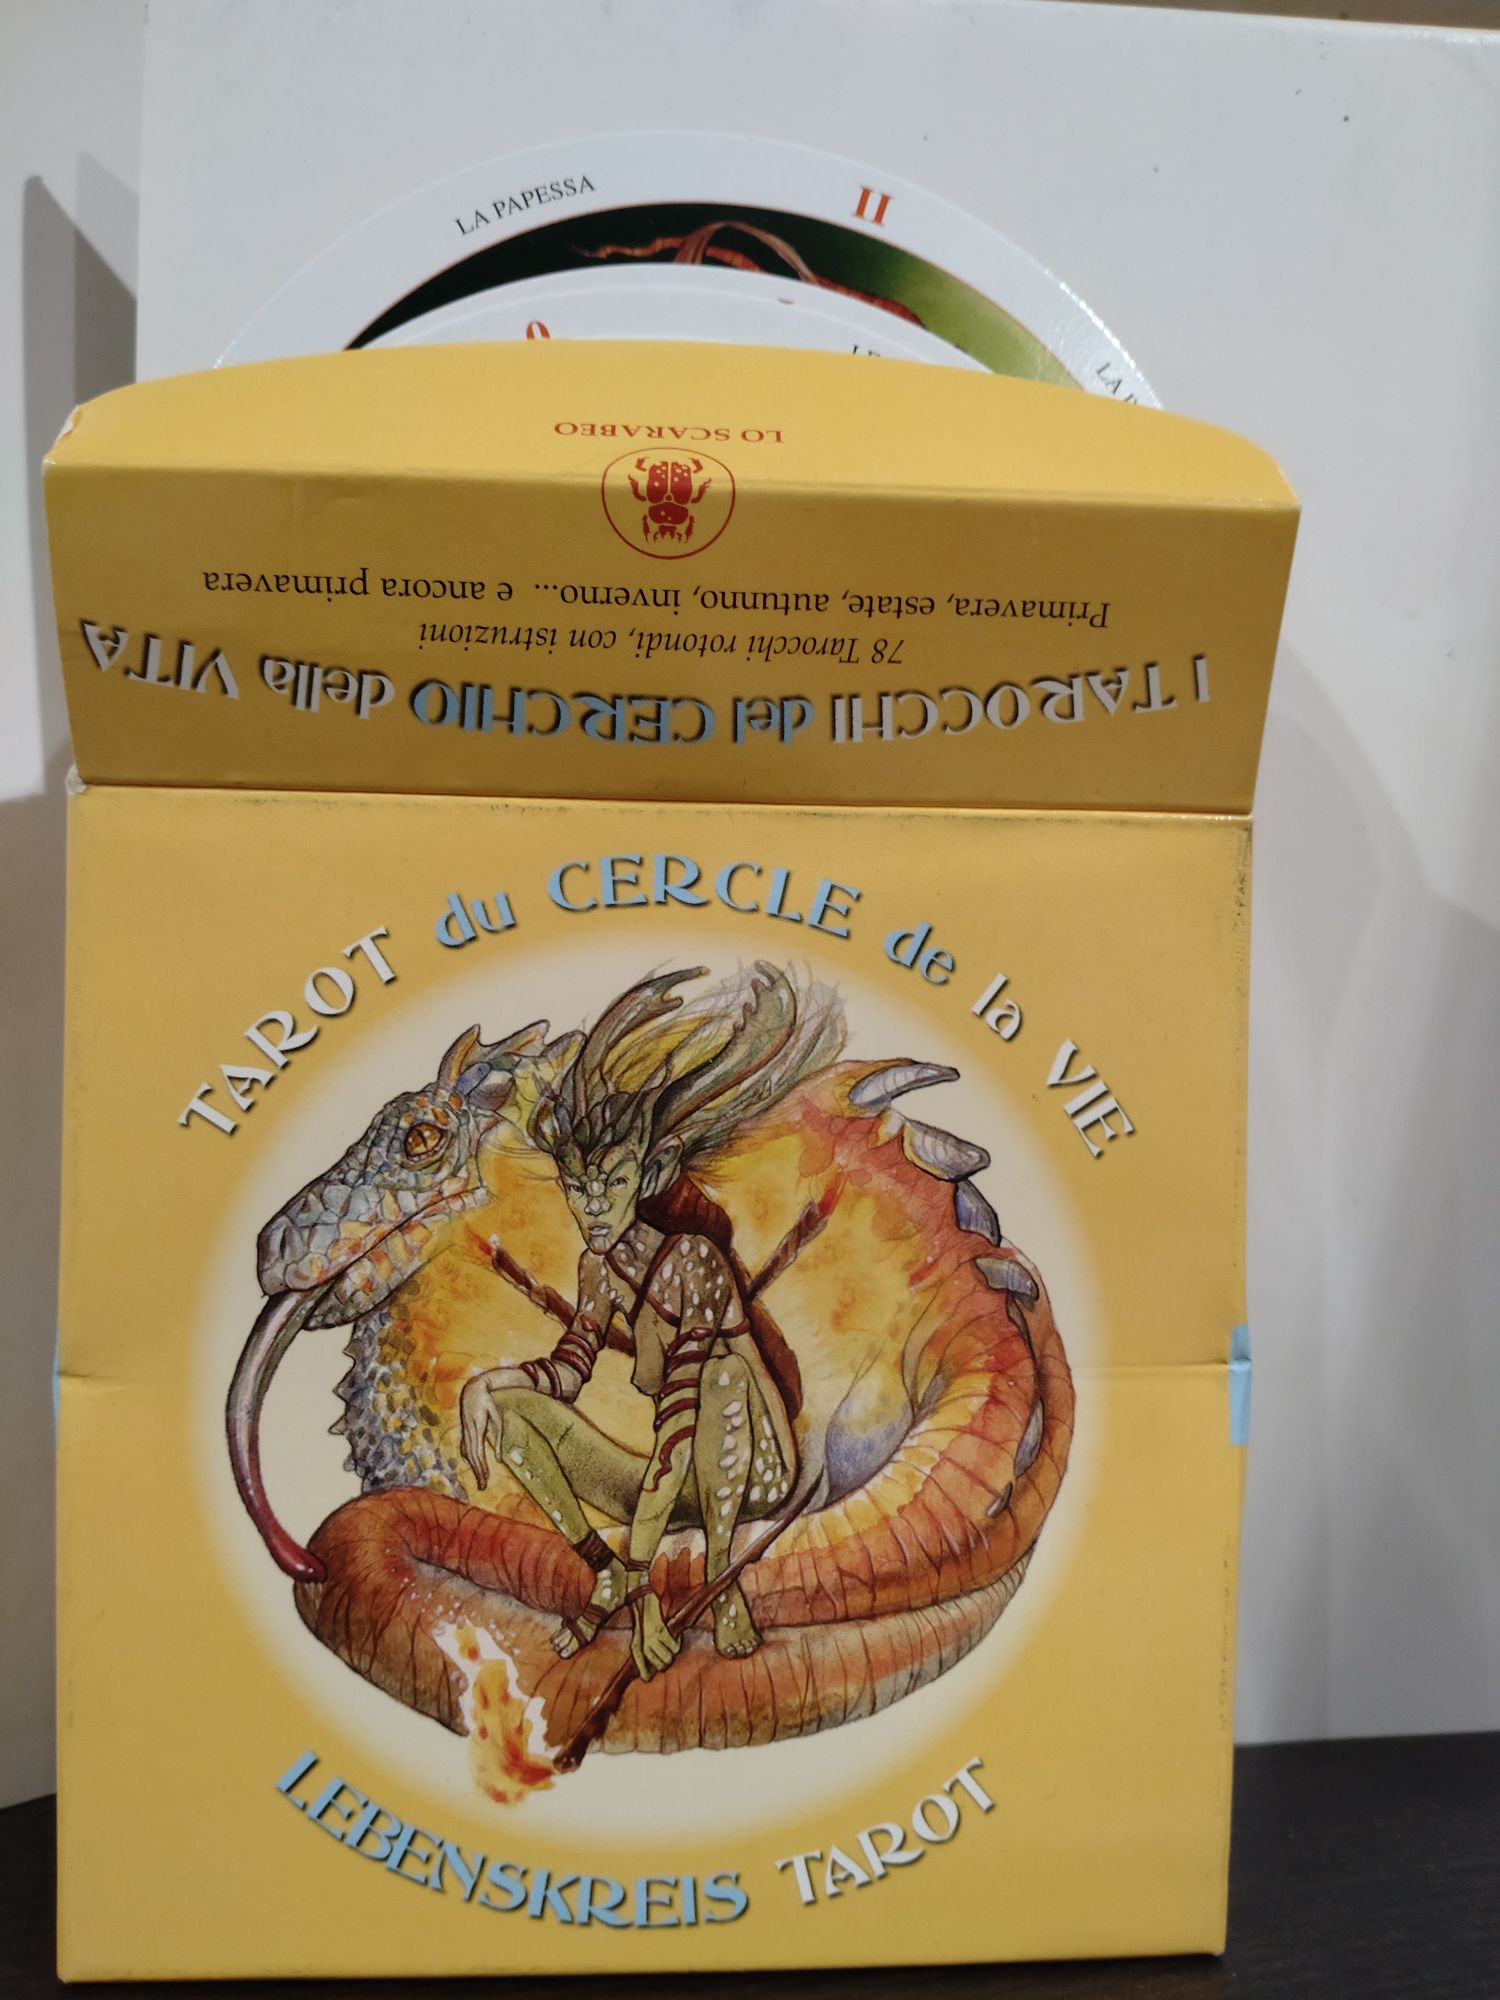 LA PAPESSA
II
0
LO SCARABEO
Primavera, estate, autunno, inverno... e ancora primavera
78 Tarocchi rotondi, con istruzioni
I TAROCCHI del CERCHIO della VITA
TAROT du CERCLE de la VIE
LEBENSKREIS TAROT